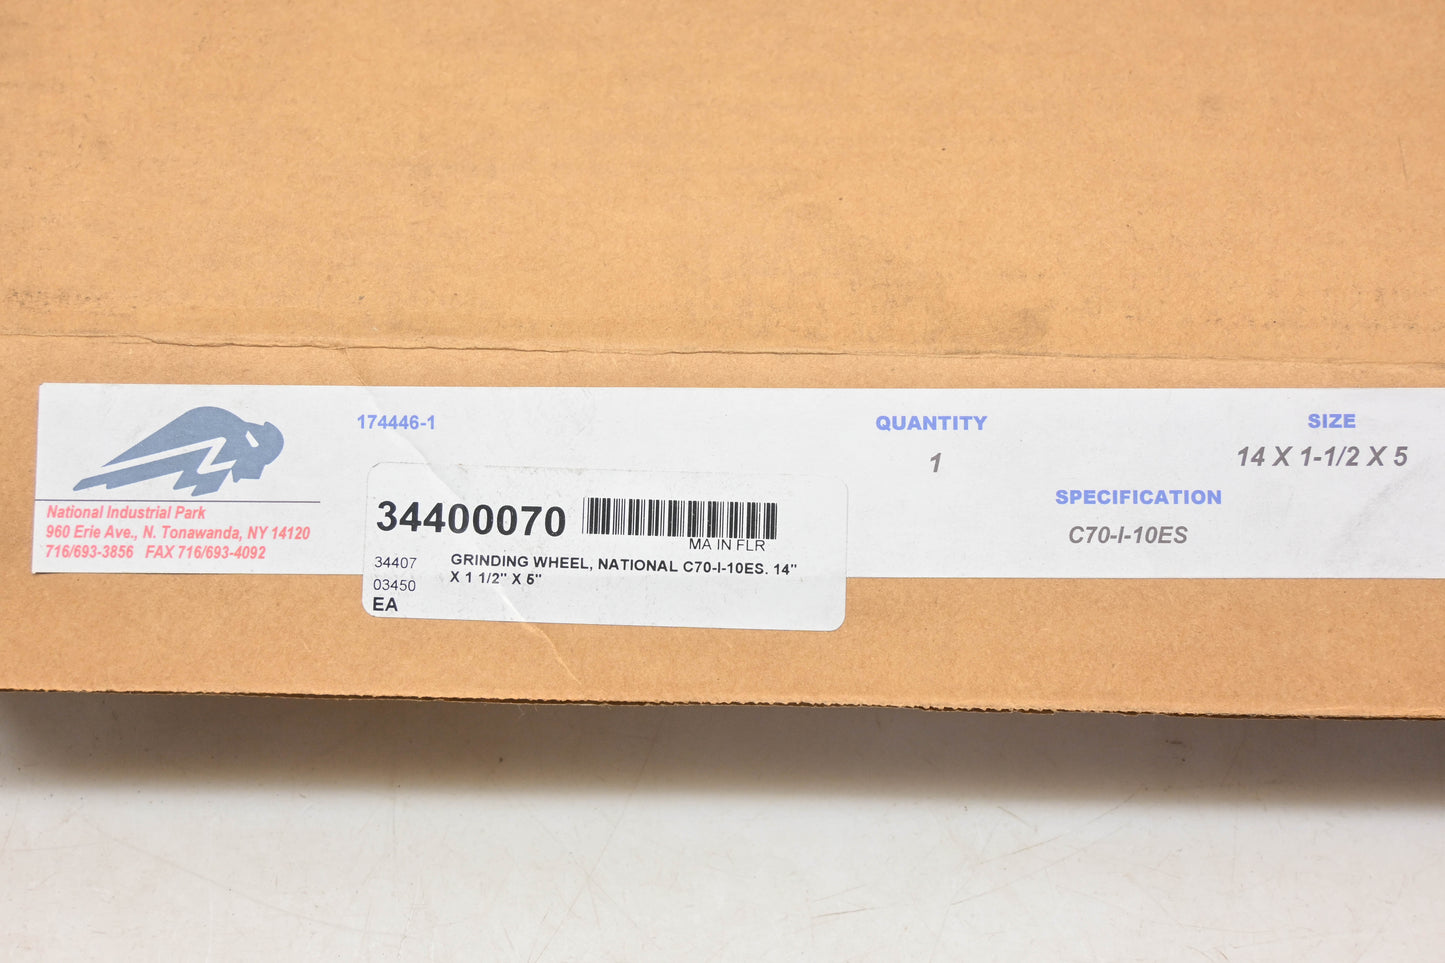 174446-1
QUANTITY
1
SIZE
14 X 1-1/2 X 5
SPECIFICATION
C70-I-10ES
National Industrial Park
960 Erie Ave., N. Tonawanda, NY 14120
716/693-3856 FAX 716/693-4092
34400070
MA IN FLR
34407
03450
EA
GRINDING WHEEL, NATIONAL C70-I-10ES. 14"
X 1 1/2" X 5"